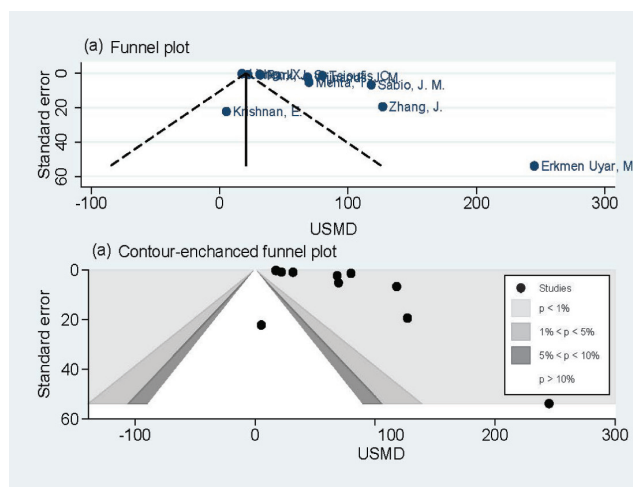 (a) Funnel plot
Standard error
0
20
40
60
Krishnan, E.
Tsioufis, C.
Mehta, T.
Sabio, J. M.
Zhang, J.
Erkmen Uyar, M
-100
0
100
200
300
USMD
(a) Contour-enchanced funnel plot
Standard error
0
20
40
60
Studies
p < 1%
1% < p < 5%
5% < p < 10%
p > 10%
-100
0
100
200
300
USMD